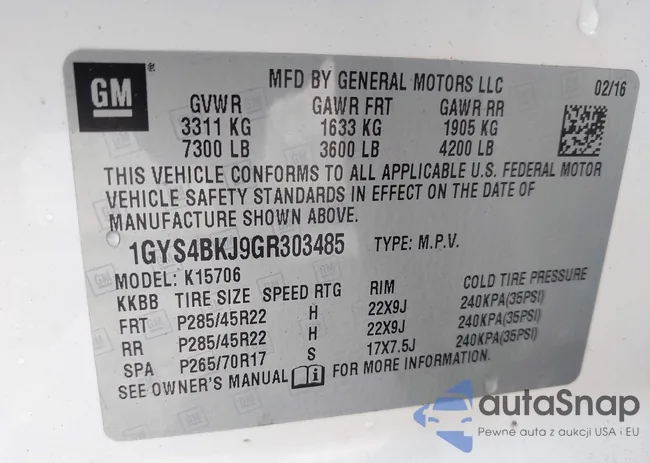 GM ®
MFD BY GENERAL MOTORS LLC 02/16
GVWR GAWR FRT GAWR RR
3311 KG 1633 KG 1905 KG
7300 LB 3600 LB 4200 LB
THIS VEHICLE CONFORMS TO ALL APPLICABLE U.S. FEDERAL MOTOR
VEHICLE SAFETY STANDARDS IN EFFECT ON THE DATE OF
MANUFACTURE SHOWN ABOVE.
1GYS4BKJ9GR303485 TYPE: M.P.V.
MODEL: K15706
KKBB TIRE SIZE SPEED RTG RIM COLD TIRE PRESSURE
FRT P285/45R22 H 22X9J 240KPA(35PSI)
RR P285/45R22 H 22X9J 240KPA(35PSI)
SPA P265/70R17 S 17X7.5J 240KPA(35PSI)
SEE OWNER'S MANUAL i FOR MORE INFORMATION.
autoSnap
Pewne auta z aukcji USA i EU